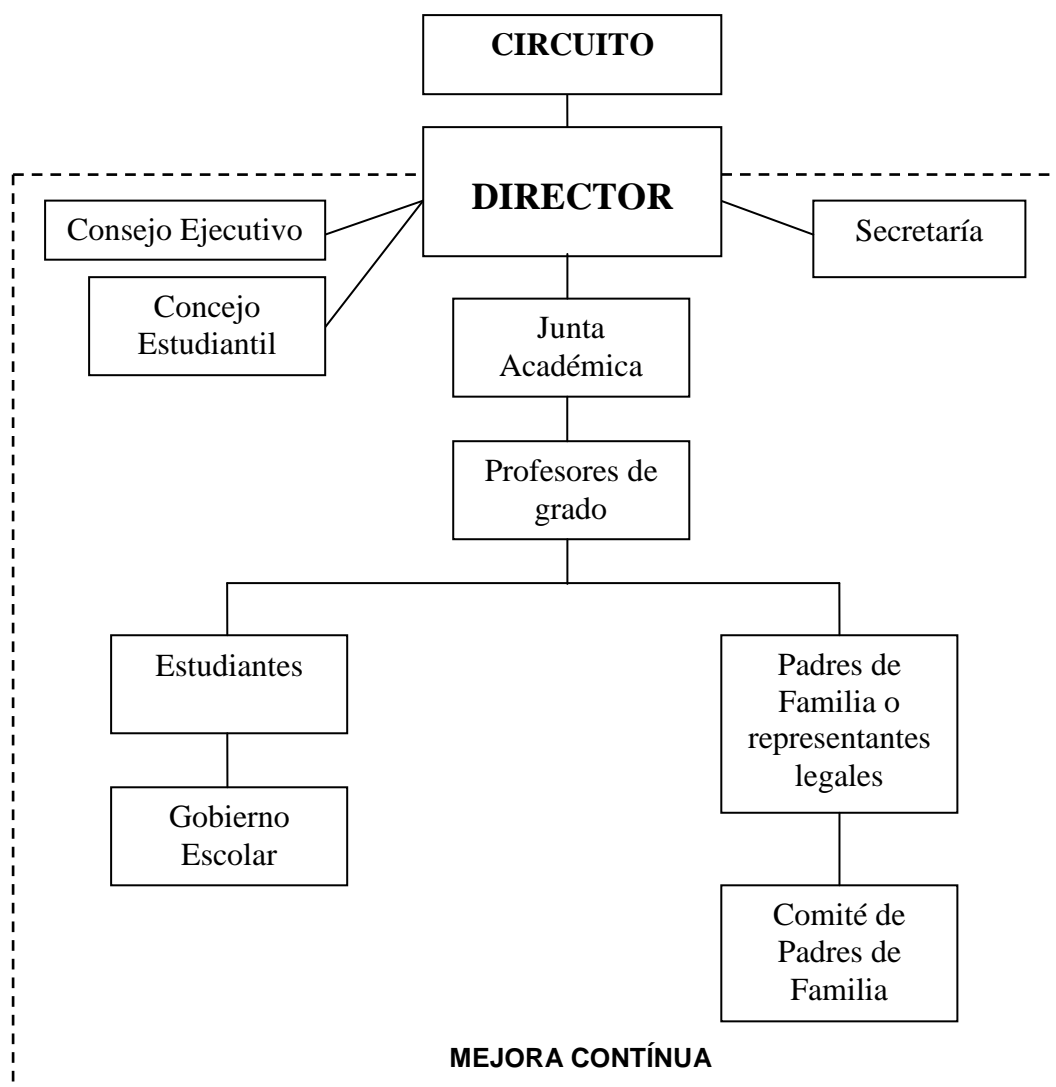 CIRCUITO
DIRECTOR
Consejo Ejecutivo
Secretaría
Concejo
Estudiantil
Junta
Académica
Profesores de
grado
Estudiantes
Padres de
Familia o
representantes
legales
Gobierno
Escolar
Comité de
Padres de
Familia
MEJORA CONTÍNUA